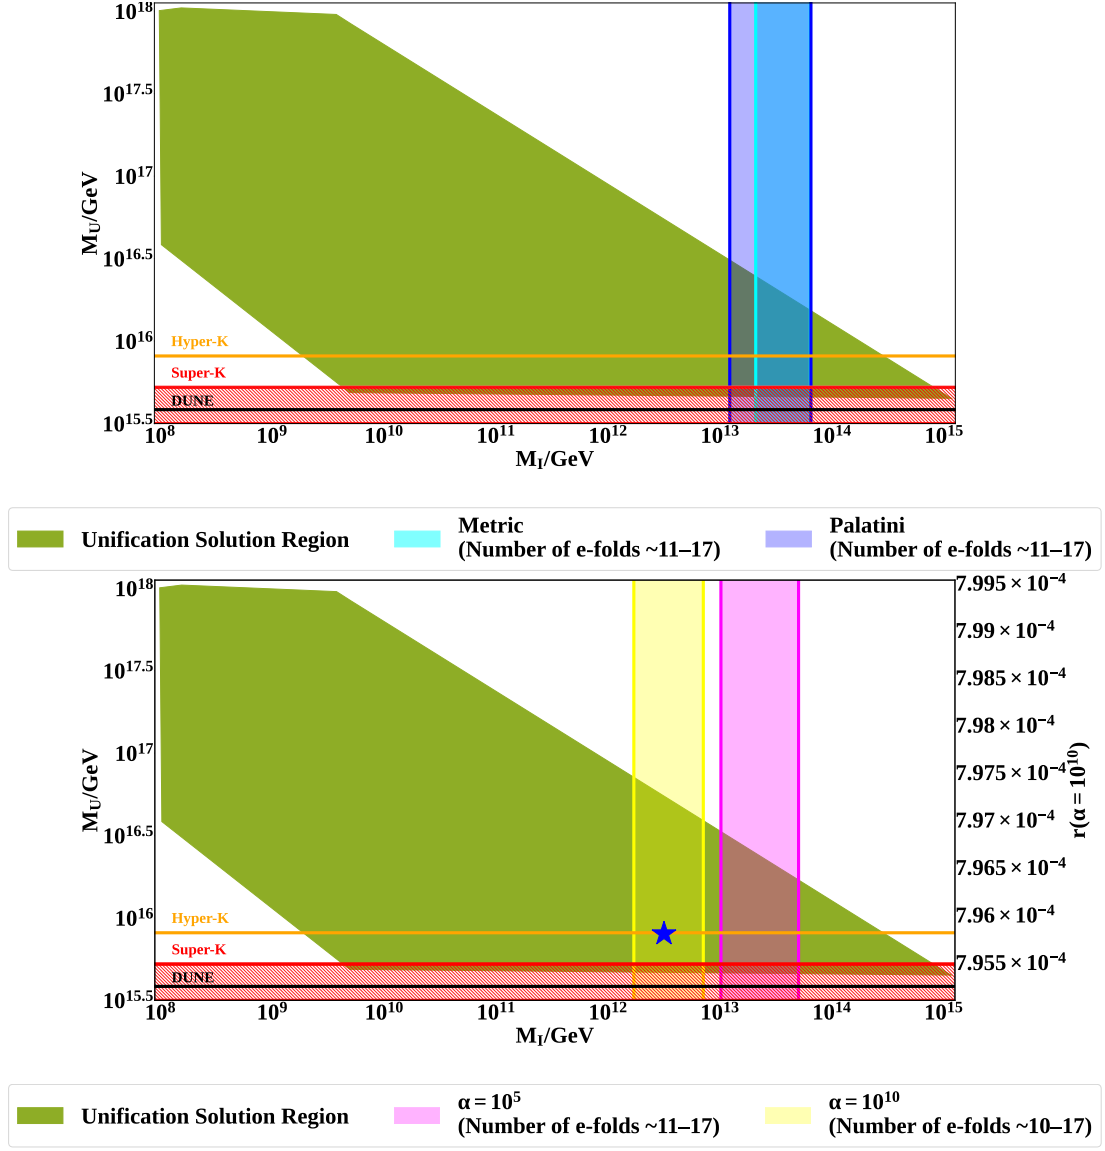 10^18
10^17.5
10^17
10^16.5
10^16
10^15.5
M_U/GeV
Hyper-K
Super-K
DUNE
10^8 10^9 10^10 10^11 10^12 10^13 10^14 10^15
M_I/GeV
Unification Solution Region
Metric
(Number of e-folds ~11–17)
Palatini
(Number of e-folds ~11–17)
10^18
10^17.5
10^17
10^16.5
10^16
10^15.5
M_U/GeV
Hyper-K
Super-K
DUNE
7.995 × 10^−4
7.99 × 10^−4
7.985 × 10^−4
7.98 × 10^−4
7.975 × 10^−4
7.97 × 10^−4
7.965 × 10^−4
7.96 × 10^−4
7.955 × 10^−4
r(α = 10^10)
10^8 10^9 10^10 10^11 10^12 10^13 10^14 10^15
M_I/GeV
Unification Solution Region
α = 10^5
(Number of e-folds ~11–17)
α = 10^10
(Number of e-folds ~10–17)